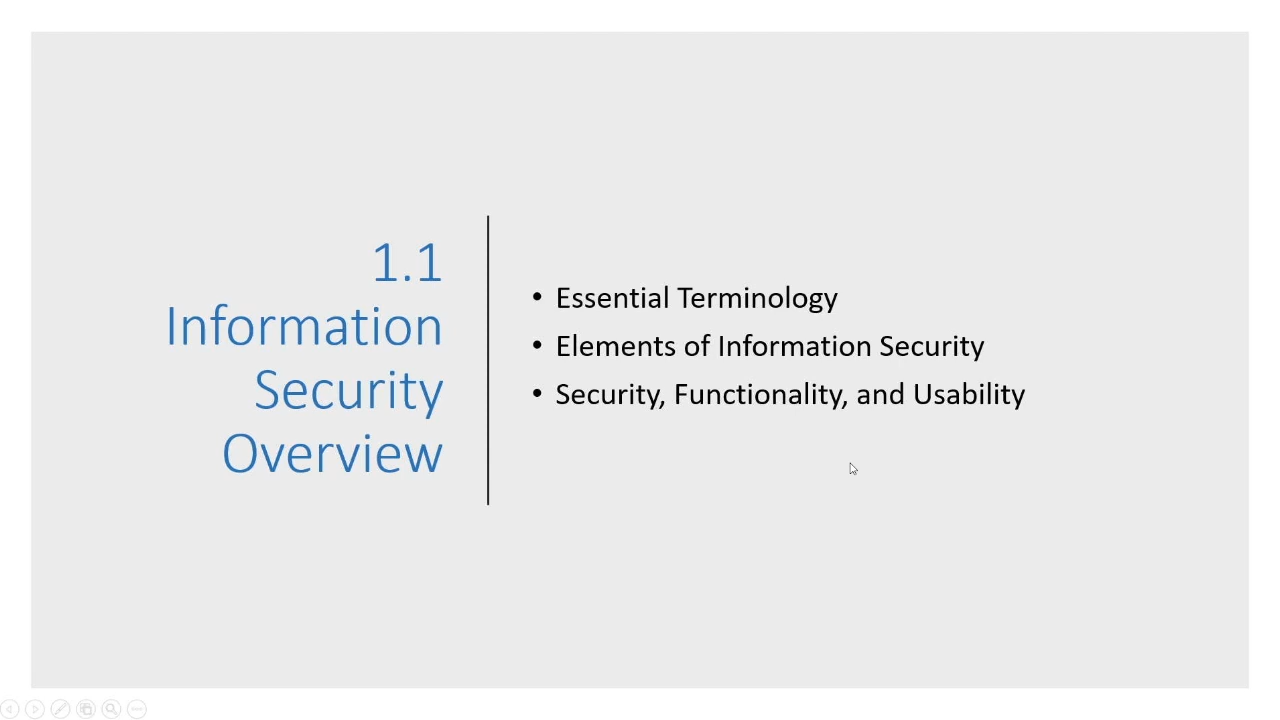 1.1
Information
Security
Overview
• Essential Terminology
• Elements of Information Security
• Security, Functionality, and Usability